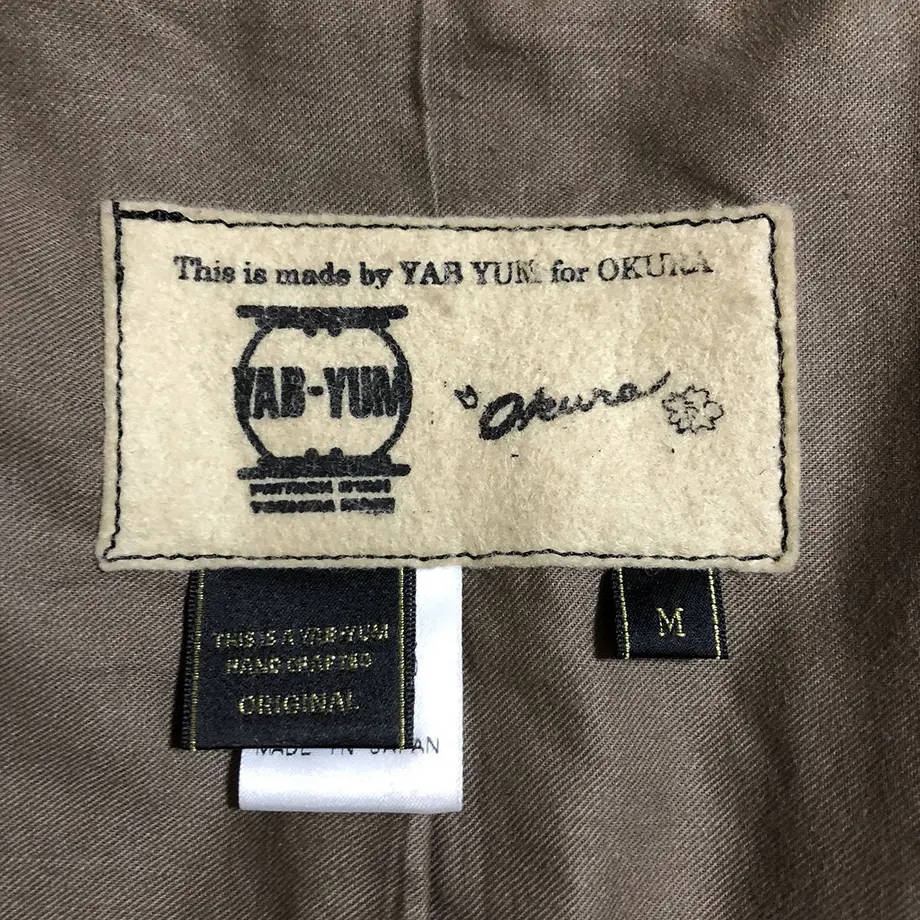 This is made by YAB YUM for OKURA
YAB-YUM
Okura
THIS IS A YAB-YUM
HAND CRAFTED
ORIGINAL
MADE IN JAPAN
M